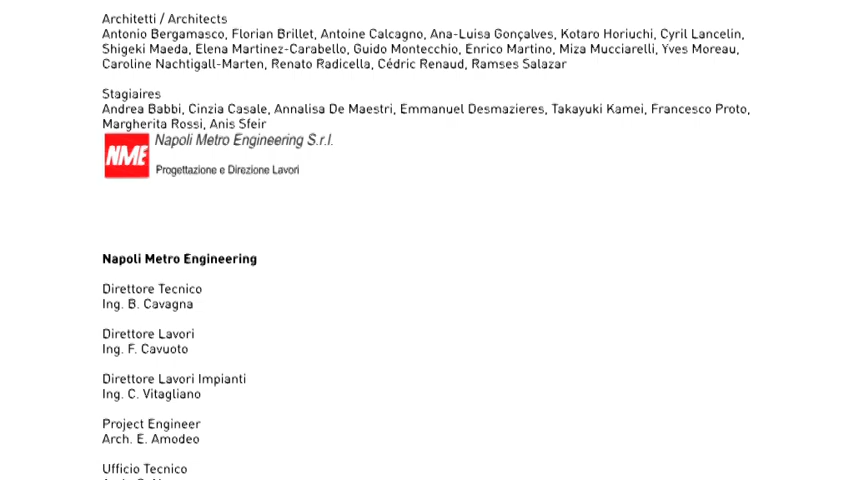 Architetti / Architects
Antonio Bergamasco, Florian Brillet, Antoine Calcagno, Ana-Luisa Gonçalves, Kotaro Horiuchi, Cyril Lancelin,
Shigeki Maeda, Elena Martinez-Carabello, Guido Montecchio, Enrico Martino, Miza Mucciarelli, Yves Moreau,
Caroline Nachtigall-Marten, Renato Radicella, Cédric Renaud, Ramses Salazar
Stagiaires
Andrea Babbi, Cinzia Casale, Annalisa De Maestri, Emmanuel Desmazieres, Takayuki Kamei, Francesco Proto,
Margherita Rossi, Anis Sfeir
NME Napoli Metro Engineering S.r.l.
Progettazione e Direzione Lavori
Napoli Metro Engineering
Direttore Tecnico
Ing. B. Cavagna
Direttore Lavori
Ing. F. Cavuoto
Direttore Lavori Impianti
Ing. C. Vitagliano
Project Engineer
Arch. E. Amodeo
Ufficio Tecnico